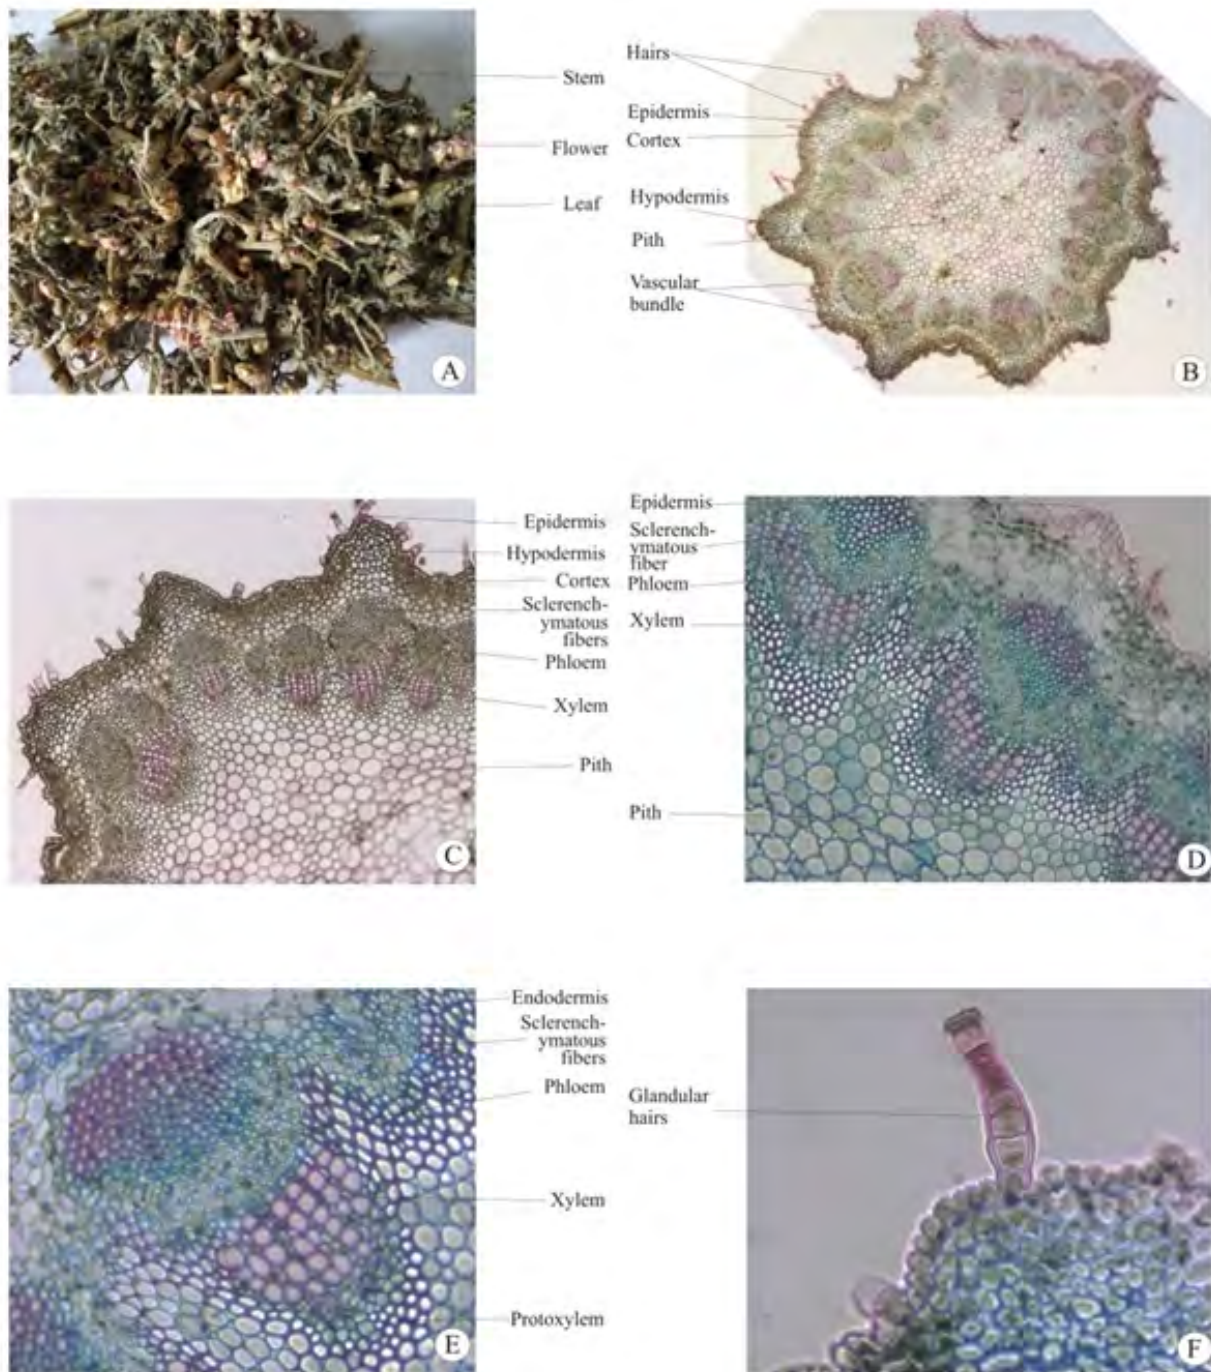 Stem
Flower
Leaf
A
Hairs
Epidermis
Cortex
Hypodermis
Pith
Vascular
bundle
B
Epidermis
Hypodermis
Cortex
Sclerench-
ymatous
fibers
Phloem
Xylem
Pith
C
Epidermis
Sclerench-
ymatous
fiber
Phloem
Xylem
Pith
D
Endodermis
Sclerench-
ymatous
fibers
Phloem
Xylem
Protoxylem
E
Glandular
hairs
F